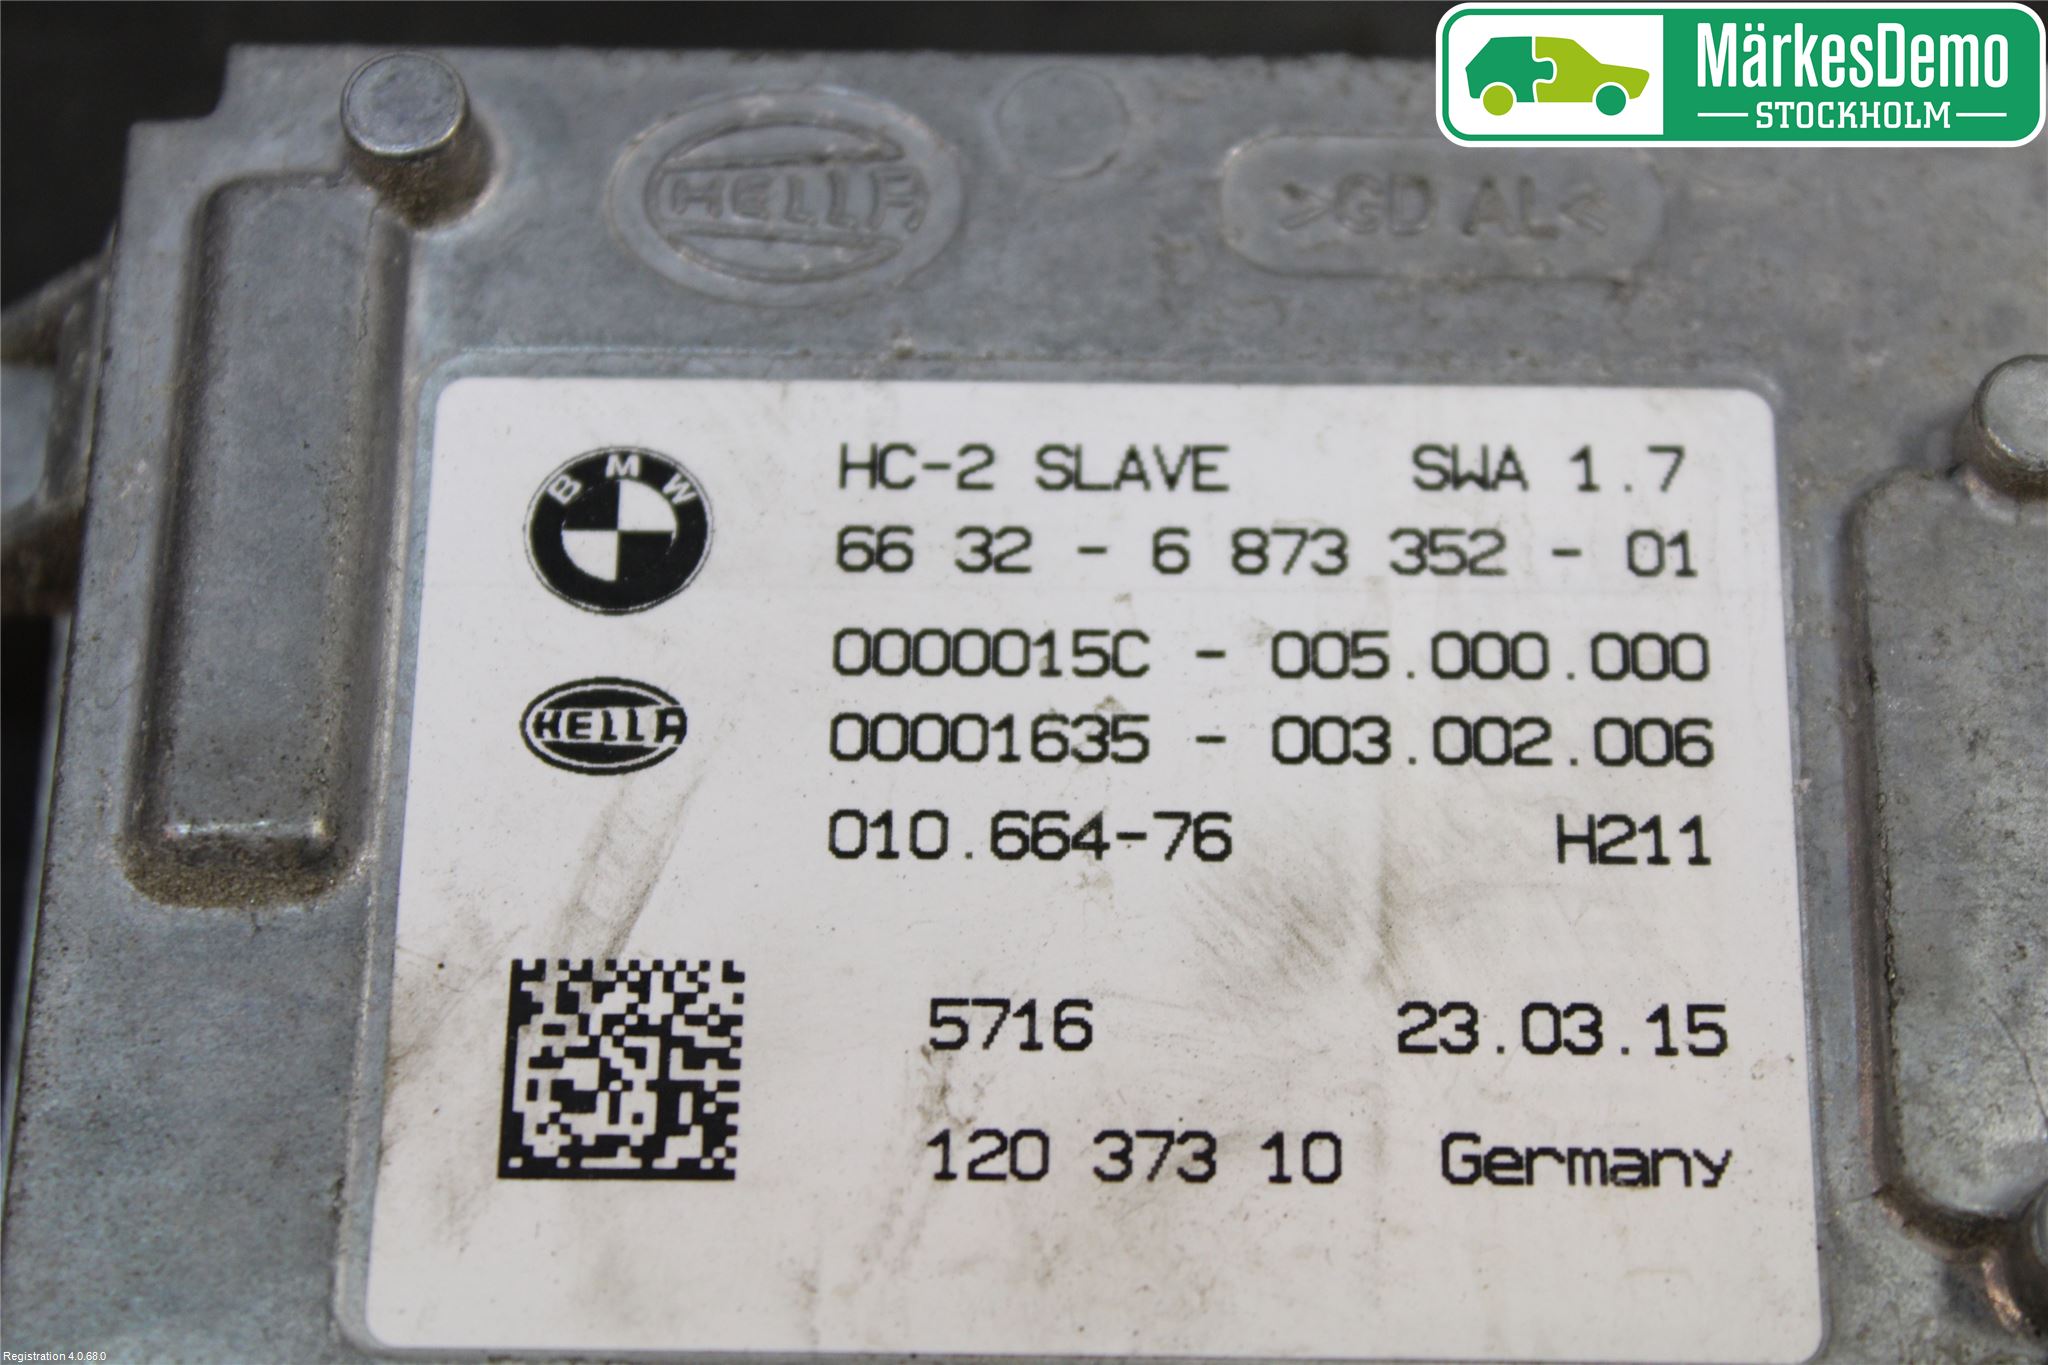 MärkesDemo
STOCKHOLM
HELLA
>GD AL<
BMW
HC-2 SLAVE SWA 1.7
66 32 - 6 873 352 - 01
0000015C - 005.000.000
HELLA
00001635 - 003.002.006
010.664-76 H211
5716 23.03.15
120 373 10 Germany
Registration 4.0.68.0